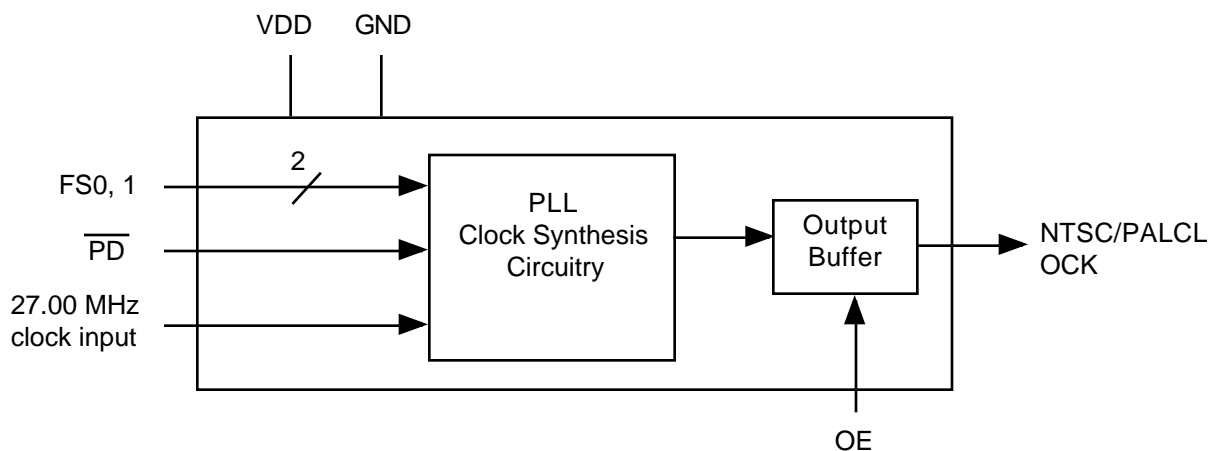 VDD GND
2
FS0, 1
PD
27.00 MHz
clock input
PLL
Clock Synthesis
Circuitry
Output
Buffer
NTSC/PALCL
OCK
OE